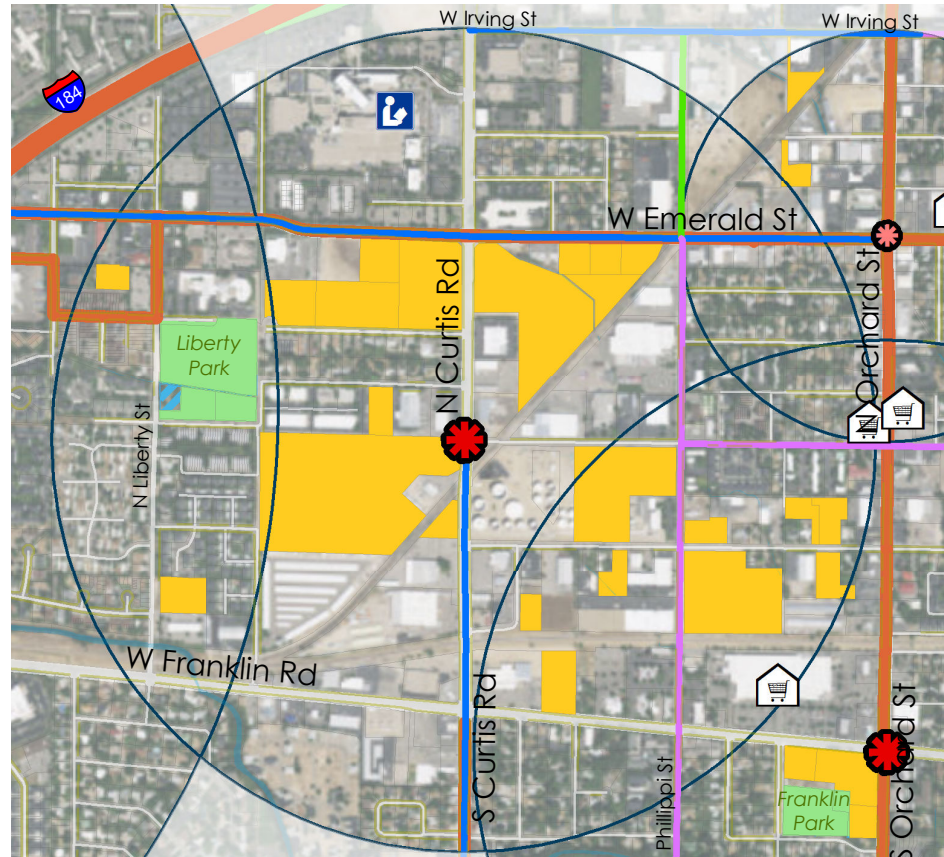 W Irving St
W Irving St
184
W Emerald St
N Curtis Rd
Orchard St
Liberty
Park
N Liberty St
W Franklin Rd
S Curtis Rd
Phillippi St
S Orchard St
Franklin
Park